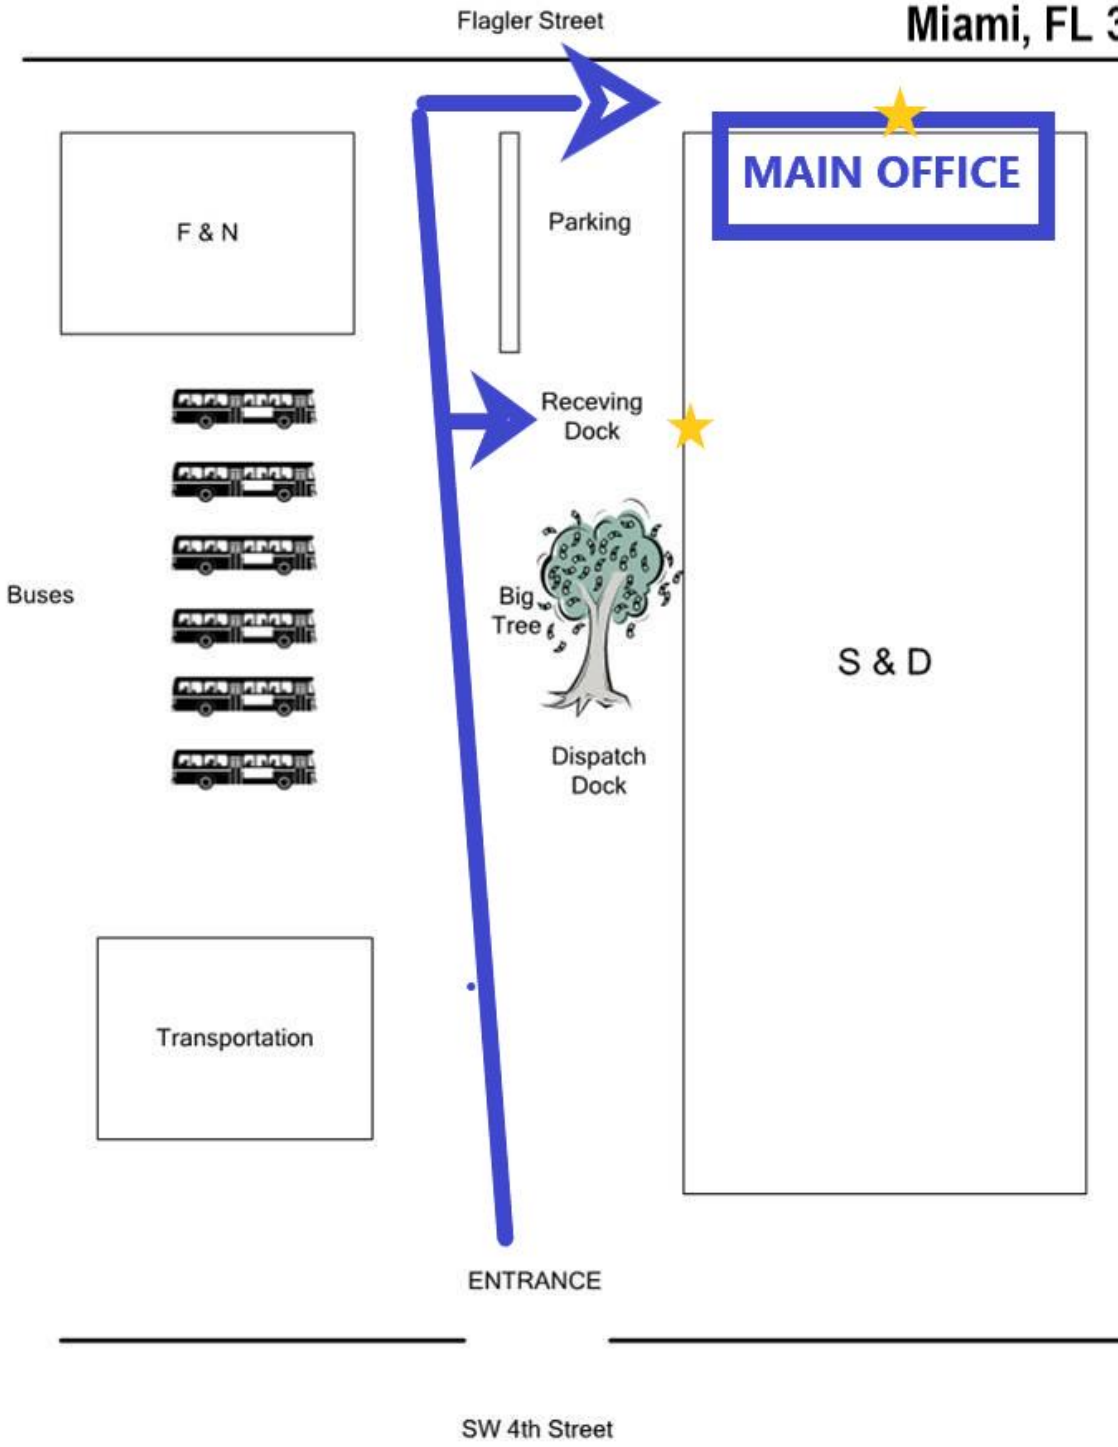 Flagler Street
Miami, FL 3
MAIN OFFICE
F & N
Parking
Receving
Dock
Buses
Big
Tree
S & D
Dispatch
Dock
Transportation
ENTRANCE
SW 4th Street